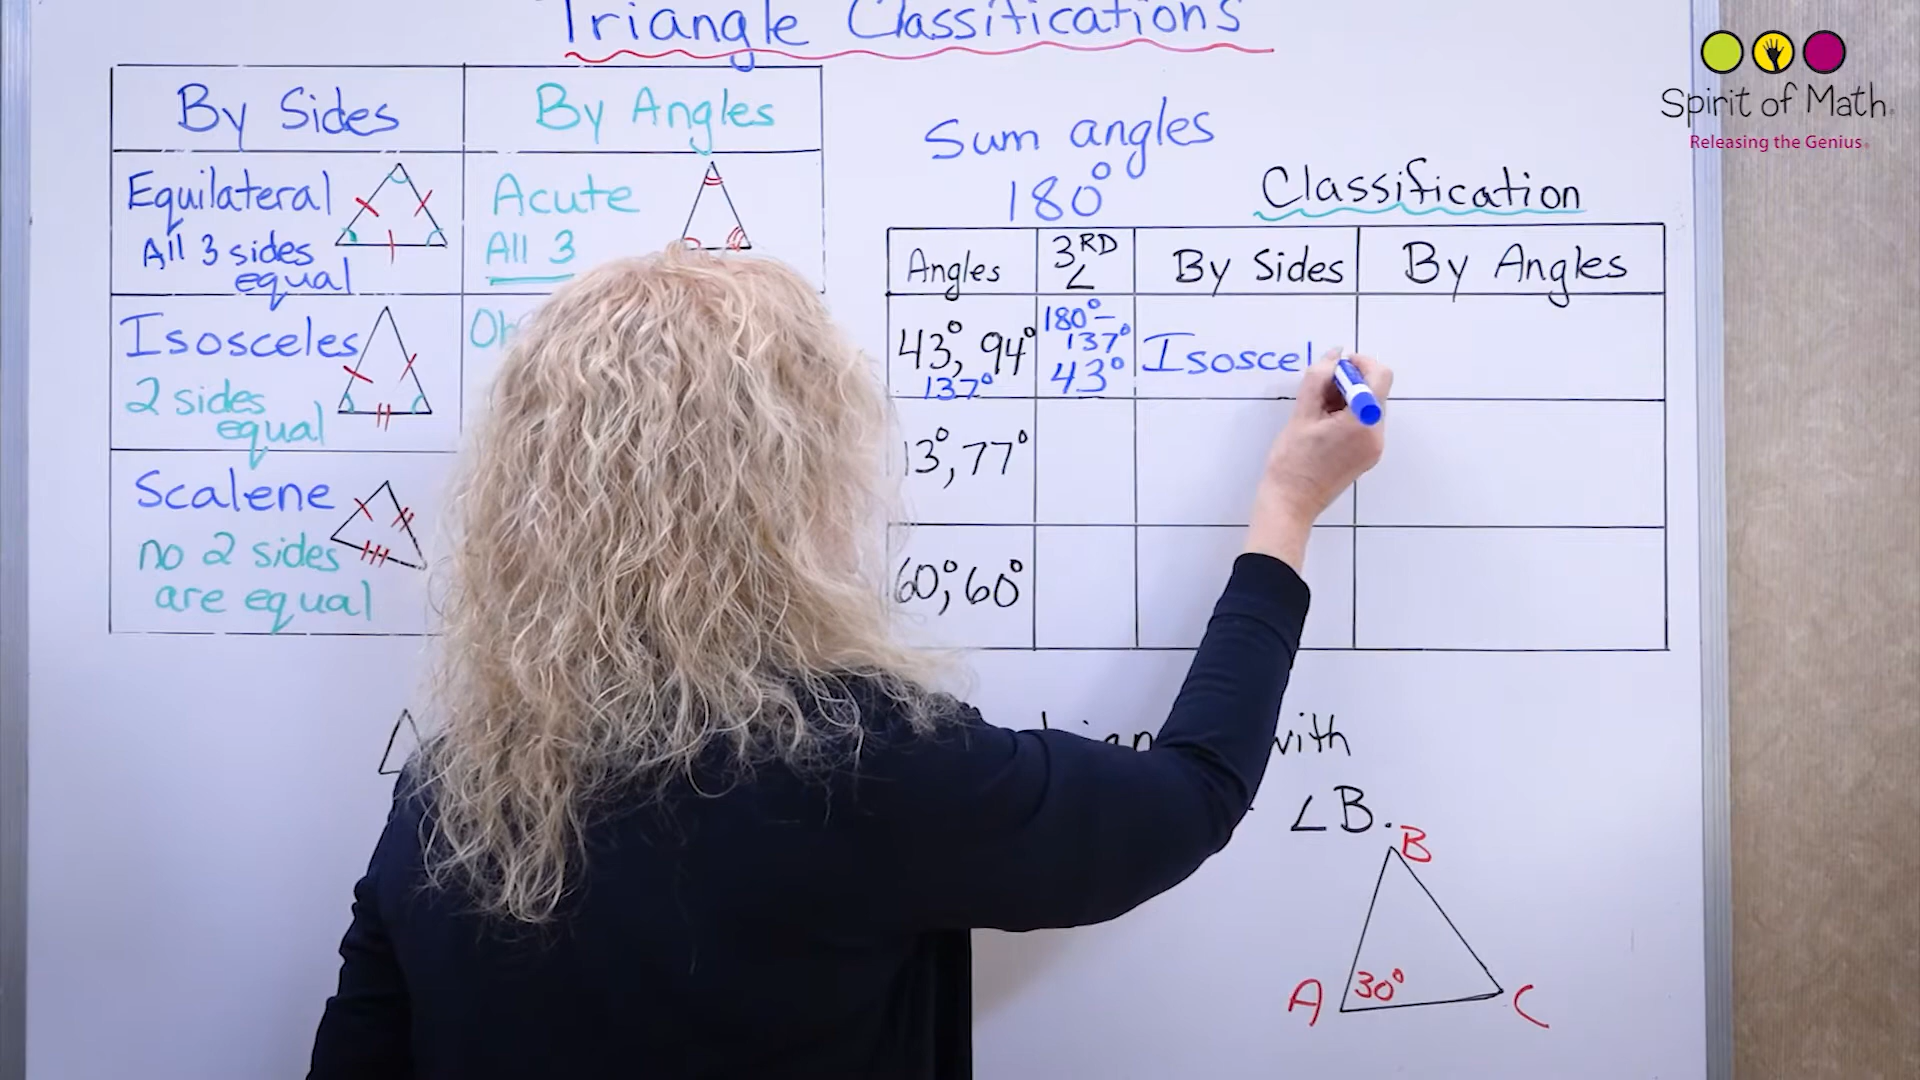 Triangle Classifications
Spirit of Math
Releasing the Genius
By Sides
By Angles
Equilateral
All 3 sides
equal
Acute
All 3
Isosceles
2 sides
equal
Scalene
no 2 sides
are equal
Sum angles
180°
Classification
Angles
3RD
∠
By Sides
By Angles
43°, 94°
137°
180°-
137°
43°
Isoscel
13°, 77°
60°, 60°
with
∠B.
B
A
30°
C